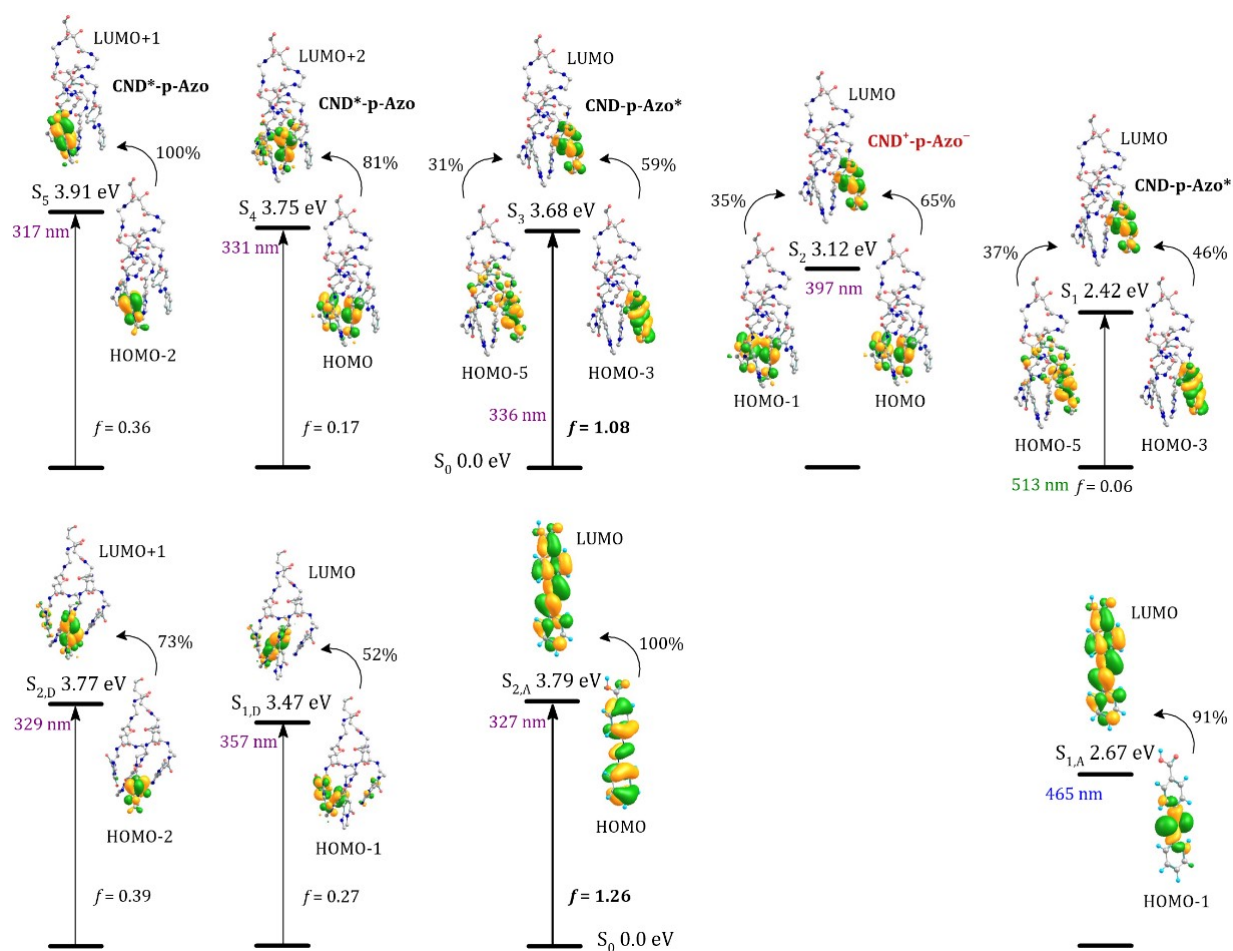 LUMO+1
CND*-p-Azo
100%
S5 3.91 eV
317 nm
HOMO-2
f = 0.36
LUMO+2
CND*-p-Azo
81%
S4 3.75 eV
331 nm
HOMO
f = 0.17
LUMO
CND-p-Azo*
31%
59%
S3 3.68 eV
HOMO-5
HOMO-3
336 nm
f = 1.08
S0 0.0 eV
LUMO
CND+-p-Azo−
35%
65%
S2 3.12 eV
397 nm
HOMO-1
HOMO
LUMO
CND-p-Azo*
37%
46%
S1 2.42 eV
HOMO-5
HOMO-3
513 nm
f = 0.06
LUMO+1
73%
S2,D 3.77 eV
329 nm
HOMO-2
f = 0.39
LUMO
52%
S1,D 3.47 eV
357 nm
HOMO-1
f = 0.27
LUMO
100%
S2,A 3.79 eV
327 nm
HOMO
f = 1.26
S0 0.0 eV
LUMO
91%
S1,A 2.67 eV
465 nm
HOMO-1